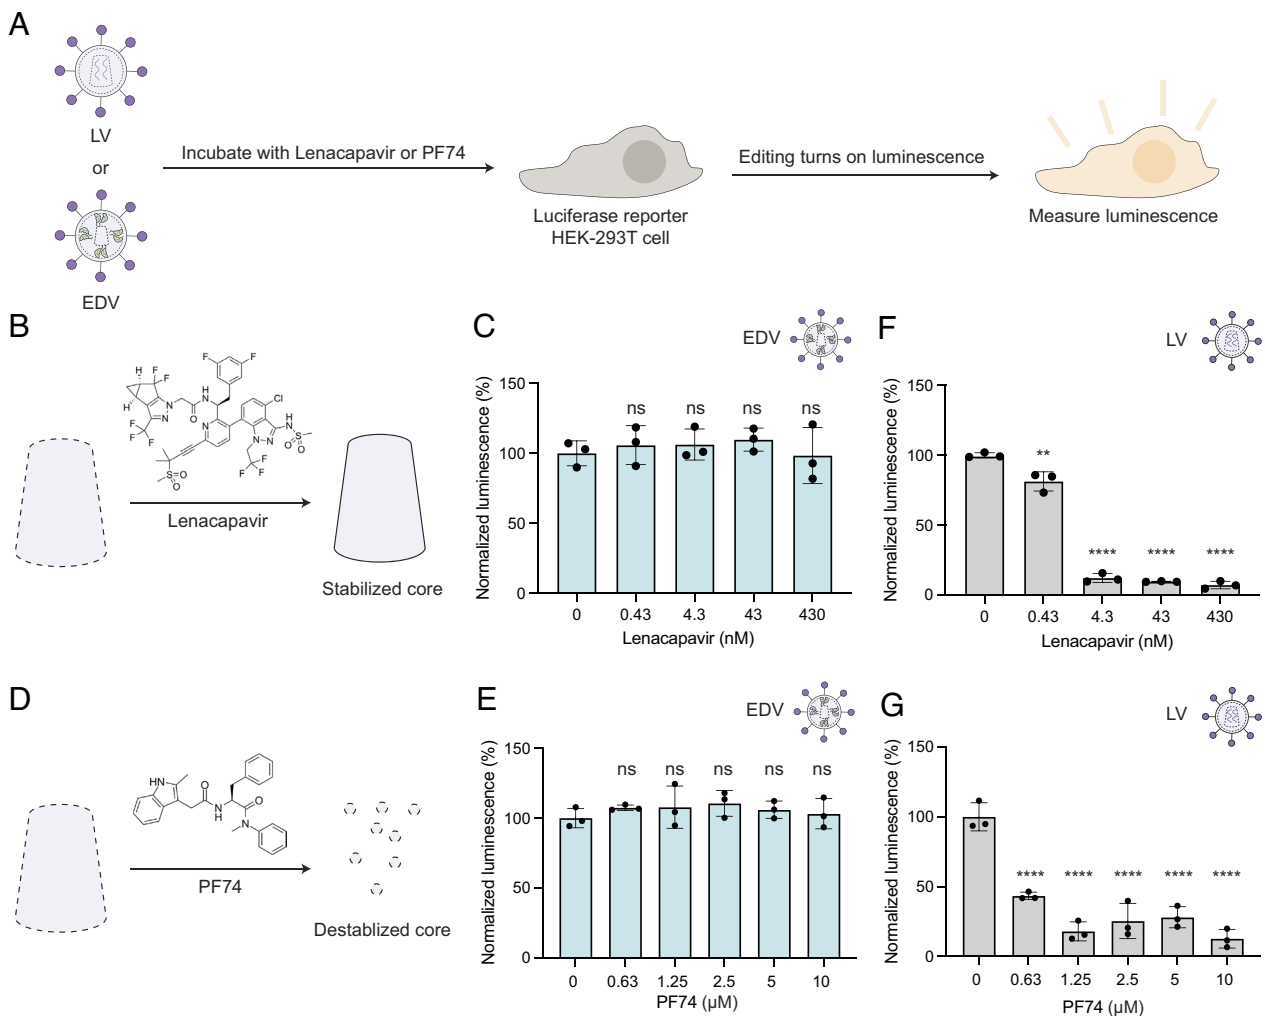 A
LV
or
EDV
Incubate with Lenacapavir or PF74
Luciferase reporter
HEK-293T cell
Editing turns on luminescence
Measure luminescence
B
H
H
F
F
F
F
F
F
F
N
N
O
H
N
N
Cl
N
N
HN
O
S
O
F
F
F
O
S
O
Lenacapavir
Stabilized core
C
EDV
Normalized luminescence (%)
150
100
50
0
ns
ns
ns
ns
0
0.43
4.3
43
430
Lenacapavir (nM)
F
LV
Normalized luminescence (%)
150
100
50
0
**
****
****
****
0
0.43
4.3
43
430
Lenacapavir (nM)
D
HN
O
N
H
O
N
PF74
Destablized core
E
EDV
Normalized luminescence (%)
150
100
50
0
ns
ns
ns
ns
ns
0
0.63
1.25
2.5
5
10
PF74 (µM)
G
LV
Normalized luminescence (%)
150
100
50
0
****
****
****
****
****
0
0.63
1.25
2.5
5
10
PF74 (µM)